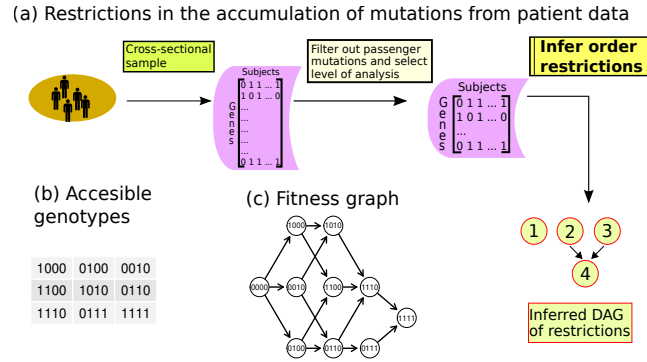 (a) Restrictions in the accumulation of mutations from patient data
Cross-sectional
sample
Filter out passenger
mutations and select
level of analysis
Infer order
restrictions
Subjects
Genes
0 1 1 ... 1
1 0 1 ... 0
...
...
...
...
...
0 1 1 ... 1
Subjects
Genes
0 1 1 ... 1
1 0 1 ... 0
...
0 1 1 ... 1
(b) Accesible
genotypes
1000 0100 0010
1100 1010 0110
1110 0111 1111
(c) Fitness graph
1000 1010
0000 0010 1100 1110
1111
0100 0110 0111
1 2 3
4
Inferred DAG
of restrictions